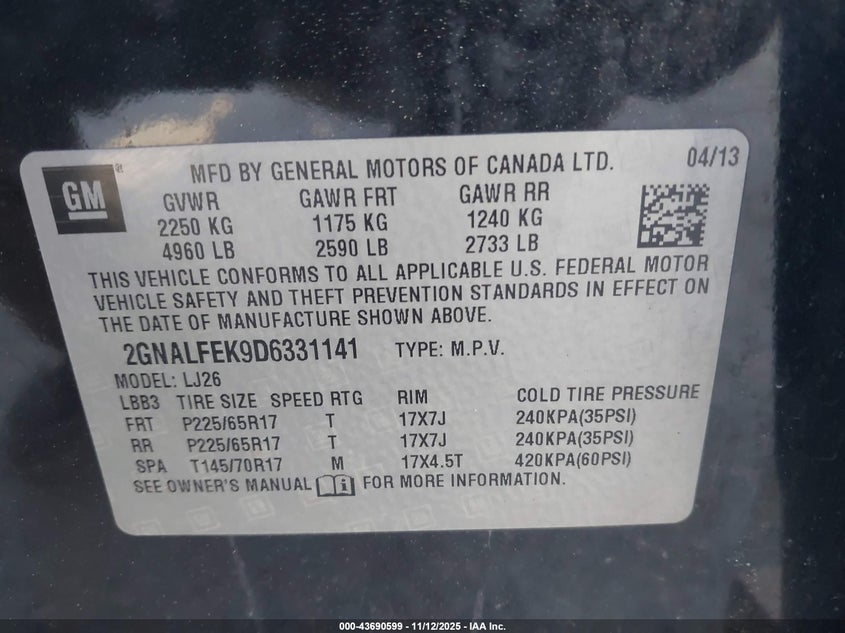 GM
MFD BY GENERAL MOTORS OF CANADA LTD. 04/13
GVWR GAWR FRT GAWR RR
2250 KG 1175 KG 1240 KG
4960 LB 2590 LB 2733 LB
THIS VEHICLE CONFORMS TO ALL APPLICABLE U.S. FEDERAL MOTOR
VEHICLE SAFETY AND THEFT PREVENTION STANDARDS IN EFFECT ON
THE DATE OF MANUFACTURE SHOWN ABOVE.
2GNALFEK9D6331141 TYPE: M.P.V.
MODEL: LJ26
LBB3 TIRE SIZE SPEED RTG RIM COLD TIRE PRESSURE
FRT P225/65R17 T 17X7J 240KPA(35PSI)
RR P225/65R17 T 17X7J 240KPA(35PSI)
SPA T145/70R17 M 17X4.5T 420KPA(60PSI)
SEE OWNER'S MANUAL FOR MORE INFORMATION.
000-43690599 - 11/12/2025 - IAA Inc.